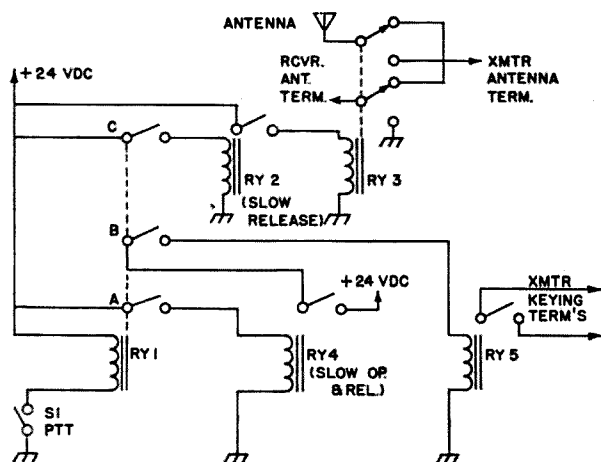 ANTENNA
RCVR.
ANT.
TERM.
XMTR
ANTENNA
TERM.
+24 VDC
C
RY 2
(SLOW
RELEASE)
RY 3
B
+24 VDC
A
RY 1
RY4
(SLOW OP.
&REL.)
XMTR
KEYING
TERM'S
RY 5
S1
PTT